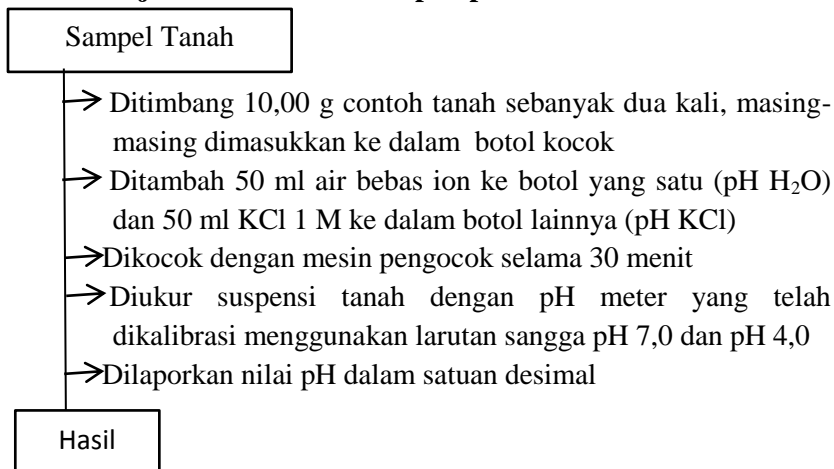 Sampel Tanah
Ditimbang 10,00 g contoh tanah sebanyak dua kali, masing-
masing dimasukkan ke dalam botol kocok
Ditambah 50 ml air bebas ion ke botol yang satu (pH H₂O)
dan 50 ml KCl 1 M ke dalam botol lainnya (pH KCl)
Dikocok dengan mesin pengocok selama 30 menit
Diukur suspensi tanah dengan pH meter yang telah
dikalibrasi menggunakan larutan sangga pH 7,0 dan pH 4,0
Dilaporkan nilai pH dalam satuan desimal
Hasil